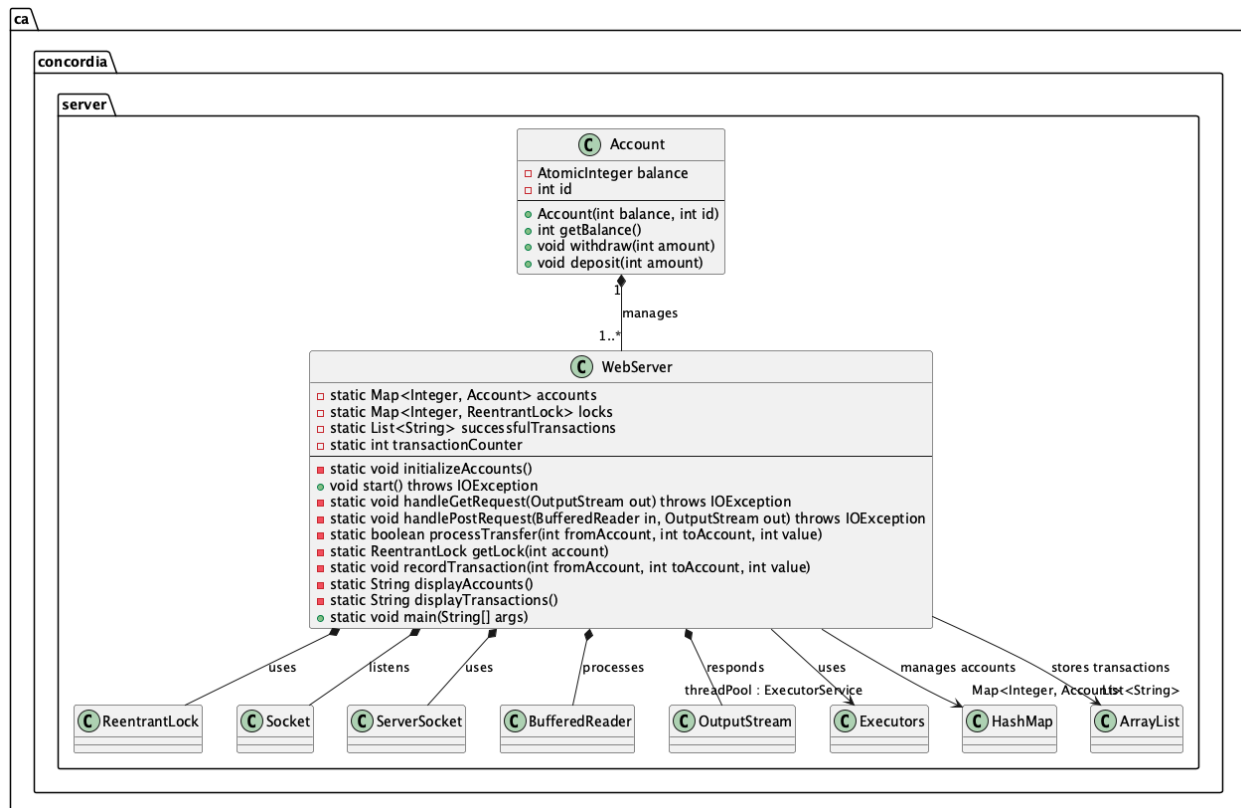 ca
concordia
server
C Account
AtomicInteger balance
int id
Account(int balance, int id)
int getBalance()
void withdraw(int amount)
void deposit(int amount)
1
manages
1..*
C WebServer
static Map<Integer, Account> accounts
static Map<Integer, ReentrantLock> locks
static List<String> successfulTransactions
static int transactionCounter
static void initializeAccounts()
void start() throws IOException
static void handleGetRequest(OutputStream out) throws IOException
static void handlePostRequest(BufferedReader in, OutputStream out) throws IOException
static boolean processTransfer(int fromAccount, int toAccount, int value)
static ReentrantLock getLock(int account)
static void recordTransaction(int fromAccount, int toAccount, int value)
static String displayAccounts()
static String displayTransactions()
static void main(String[] args)
uses listens uses processes responds uses manages accounts stores transactions
threadPool : ExecutorService Map<Integer, Account> List<String>
C ReentrantLock C Socket C ServerSocket C BufferedReader C OutputStream C Executors C HashMap C ArrayList